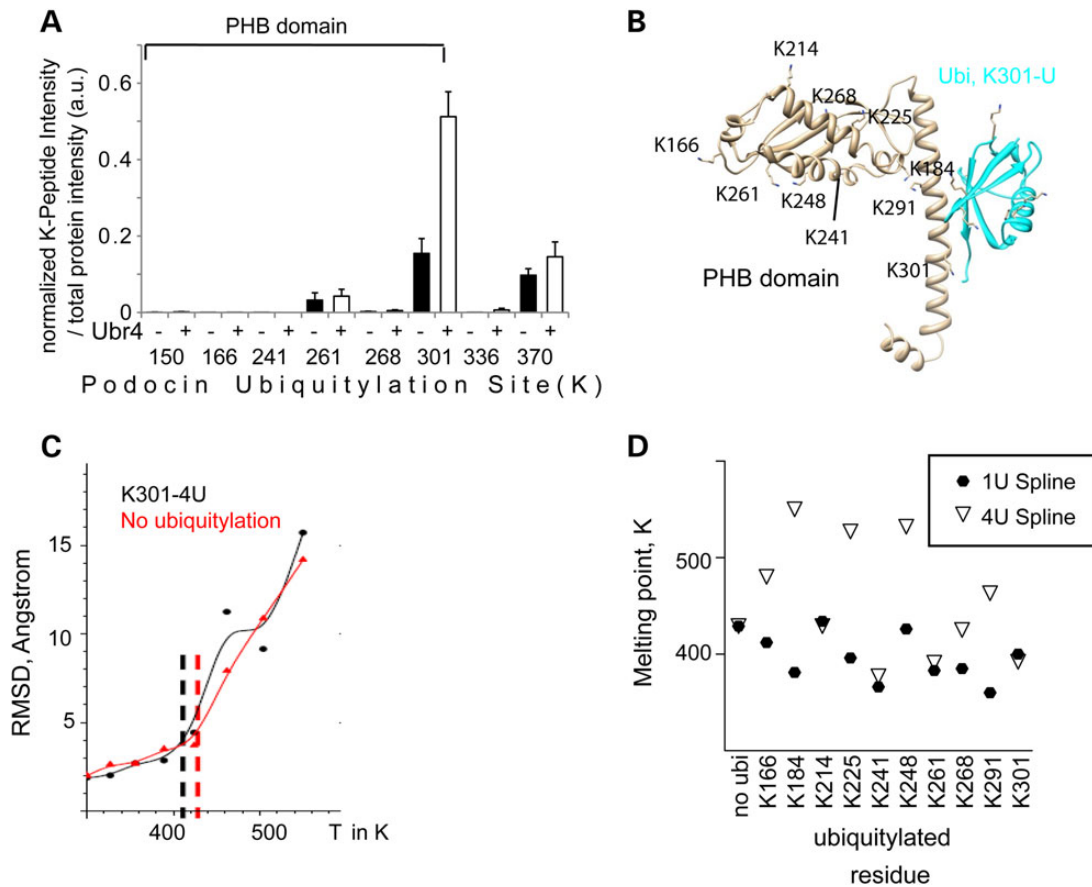 A
PHB domain
normalized K-Peptide Intensity
/ total protein intensity (a.u.)
0.6
0.4
0.2
0
Ubr4 - + - + - + - + - + - + - + - +
150 166 241 261 268 301 336 370
Podocin Ubiquitylation Site(K)
B
K214
Ubi, K301-U
K268
K225
K166
K184
K261
K248
K291
K241
K301
PHB domain
C
K301-4U
No ubiquitylation
RMSD, Angstrom
15
10
5
400 500 T in K
D
1U Spline
4U Spline
Melting point, K
500
400
no ubi
K166
K184
K214
K225
K241
K248
K261
K268
K291
K301
ubiquitylated
residue